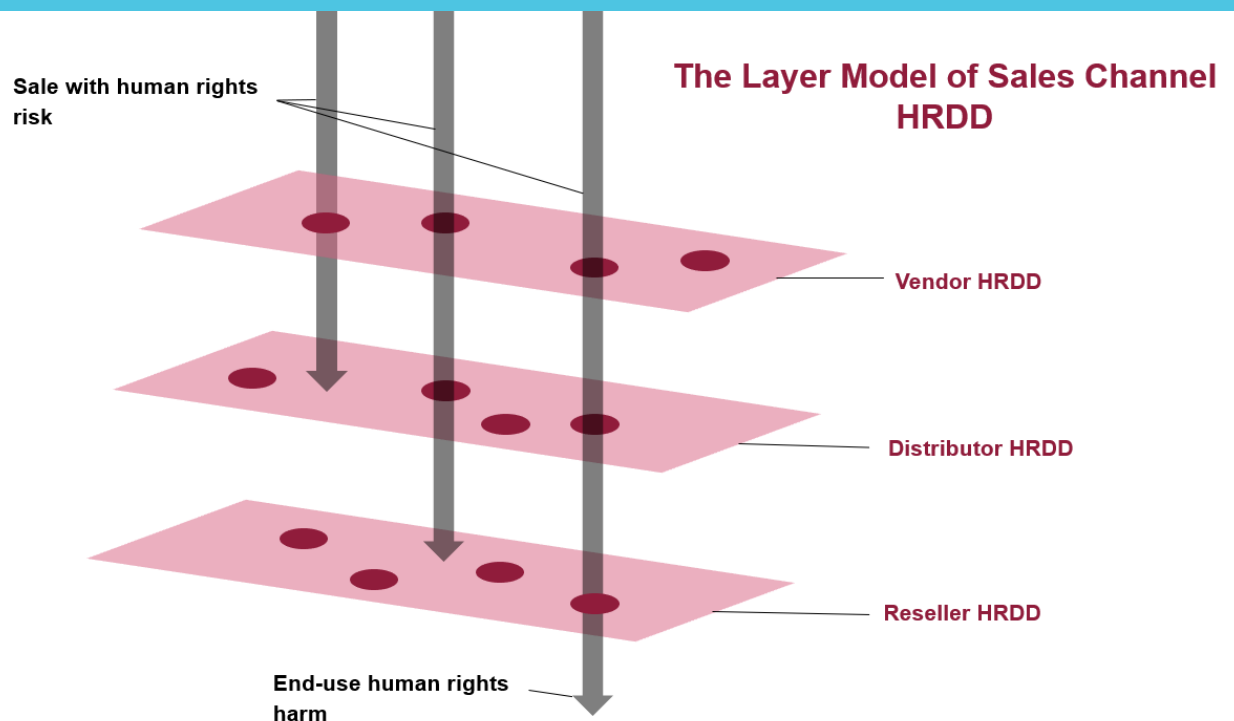 The Layer Model of Sales Channel
HRDD
Sale with human rights
risk
Vendor HRDD
Distributor HRDD
Reseller HRDD
End-use human rights
harm